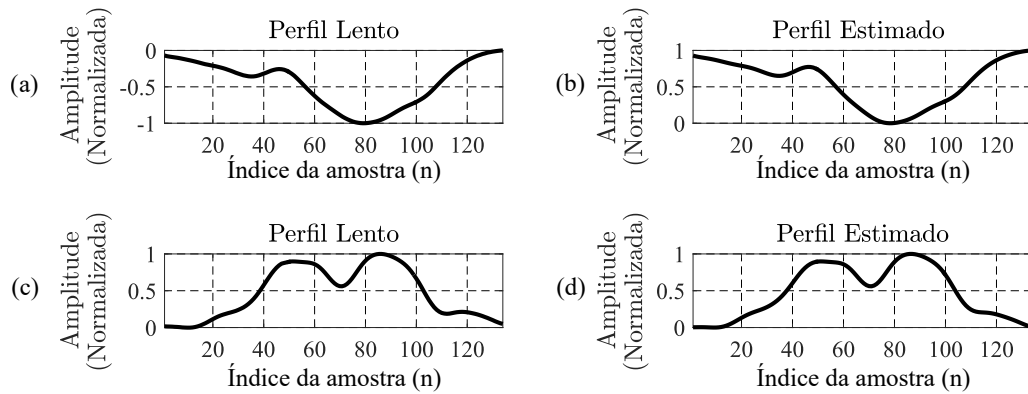 (a)
Perfil Lento
Amplitude
(Normalizada)
0
-0.5
-1
20 40 60 80 100 120
Índice da amostra (n)
(b)
Perfil Estimado
Amplitude
(Normalizada)
1
0.5
0
20 40 60 80 100 120
Índice da amostra (n)
(c)
Perfil Lento
Amplitude
(Normalizada)
1
0.5
0
20 40 60 80 100 120
Índice da amostra (n)
(d)
Perfil Estimado
Amplitude
(Normalizada)
1
0.5
0
20 40 60 80 100 120
Índice da amostra (n)